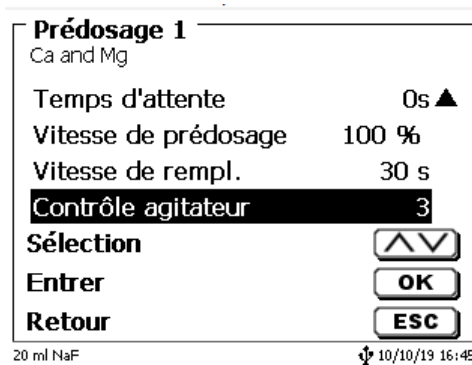 Prédosage 1
Ca and Mg
Temps d'attente 0s
Vitesse de prédosage 100 %
Vitesse de rempl. 30 s
Contrôle agitateur 3
Sélection
Entrer OK
Retour ESC
20 ml NaF 10/10/19 16:45